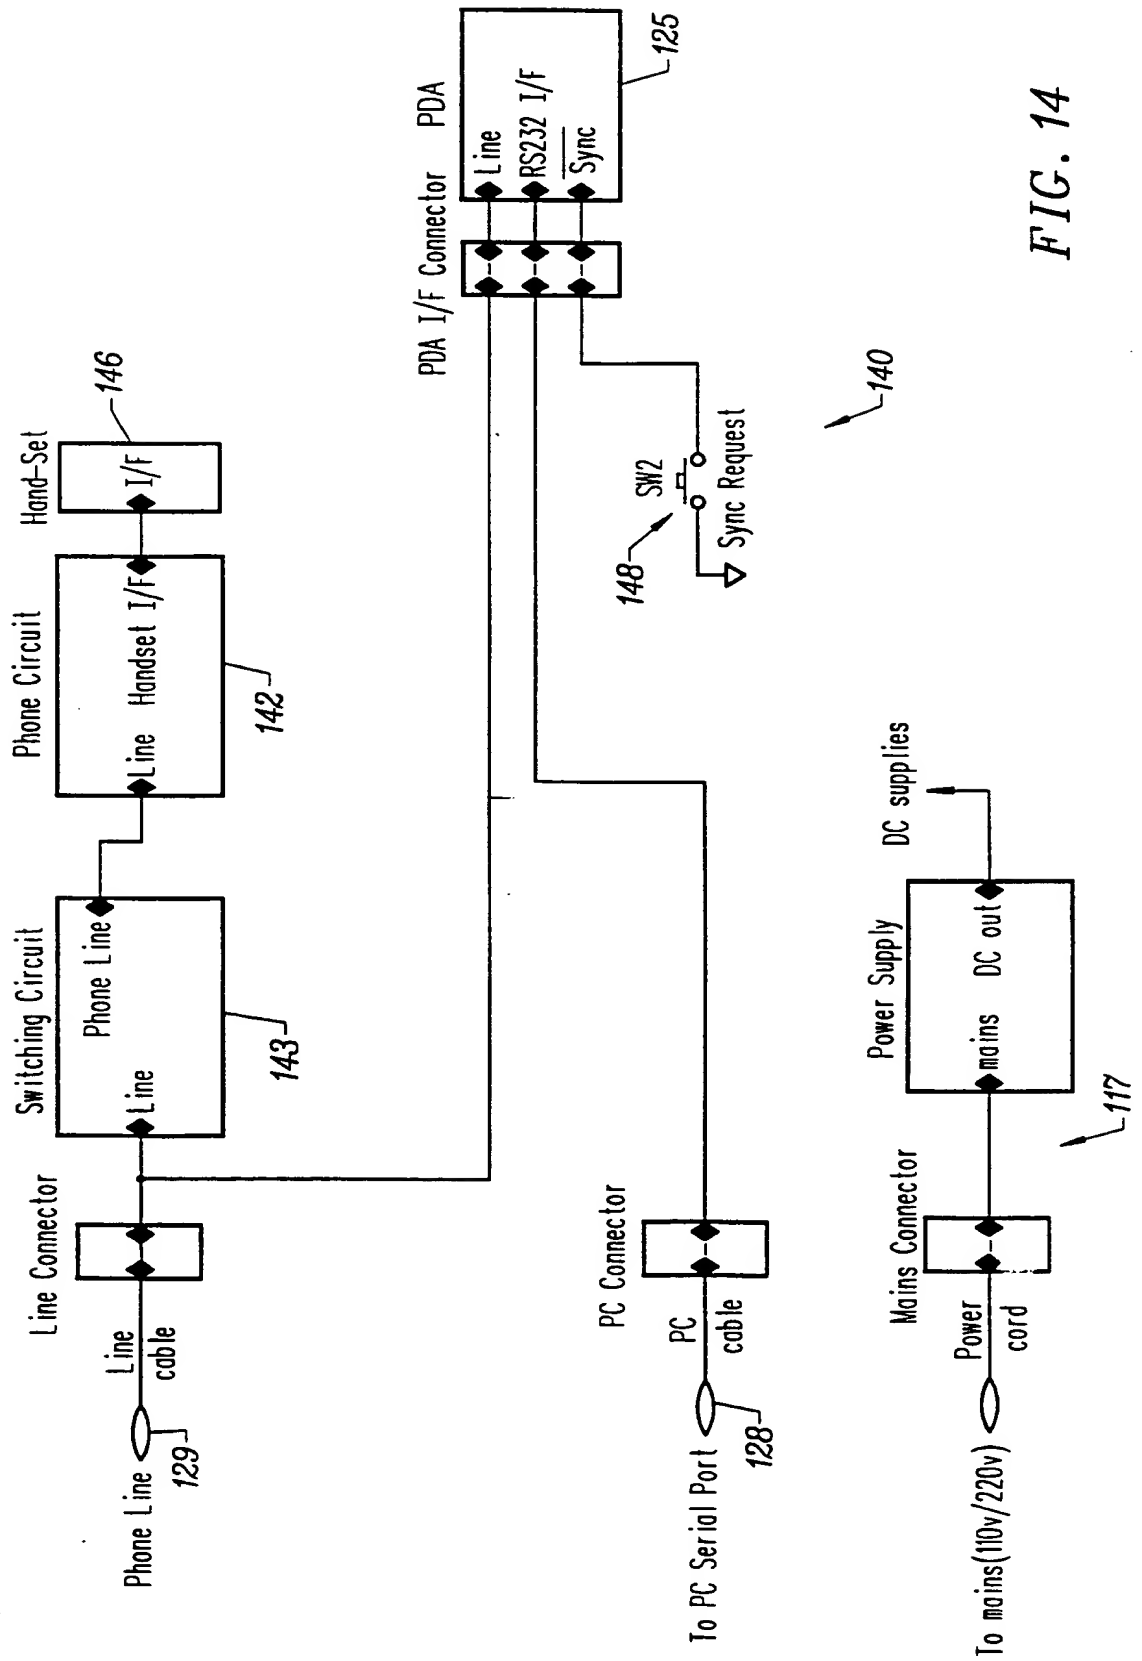 Phone Line
129
Line
cable
Line Connector
Switching Circuit
Line
Phone Line
143
Phone Circuit
Line
Handset I/F
142
Hand-Set
I/F
146
To PC Serial Port
128
PC
cable
PC Connector
PDA I/F Connector
PDA
Line
RS232 I/F
Sync
125
SW2
148
Sync Request
140
To mains(110v/220v)
Power
cord
Mains Connector
117
Power Supply
mains
DC out
DC supplies
FIG. 14